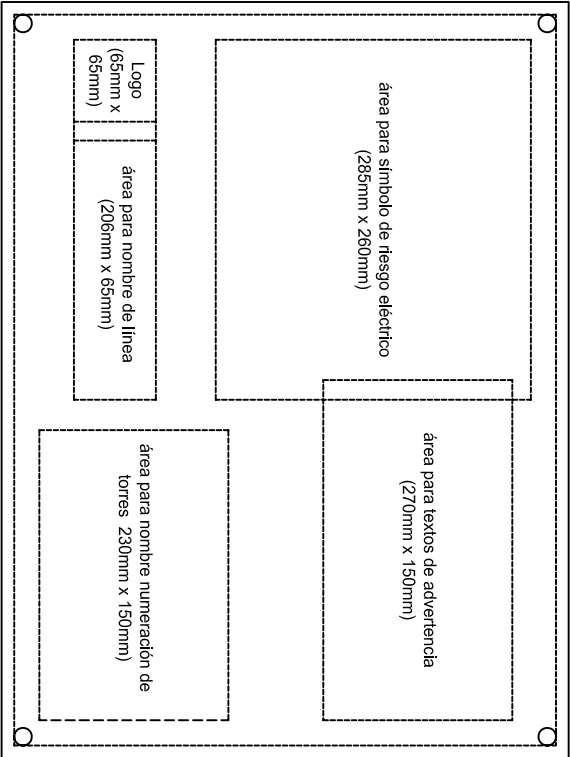 Logo
(65mm x
65mm)
área para símbolo de riesgo eléctrico
(285mm x 260mm)
área para nombre de línea
(206mm x 65mm)
área para textos de advertencia
(270mm x 150mm)
área para nombre numeración de
torres 230mm x 150mm)